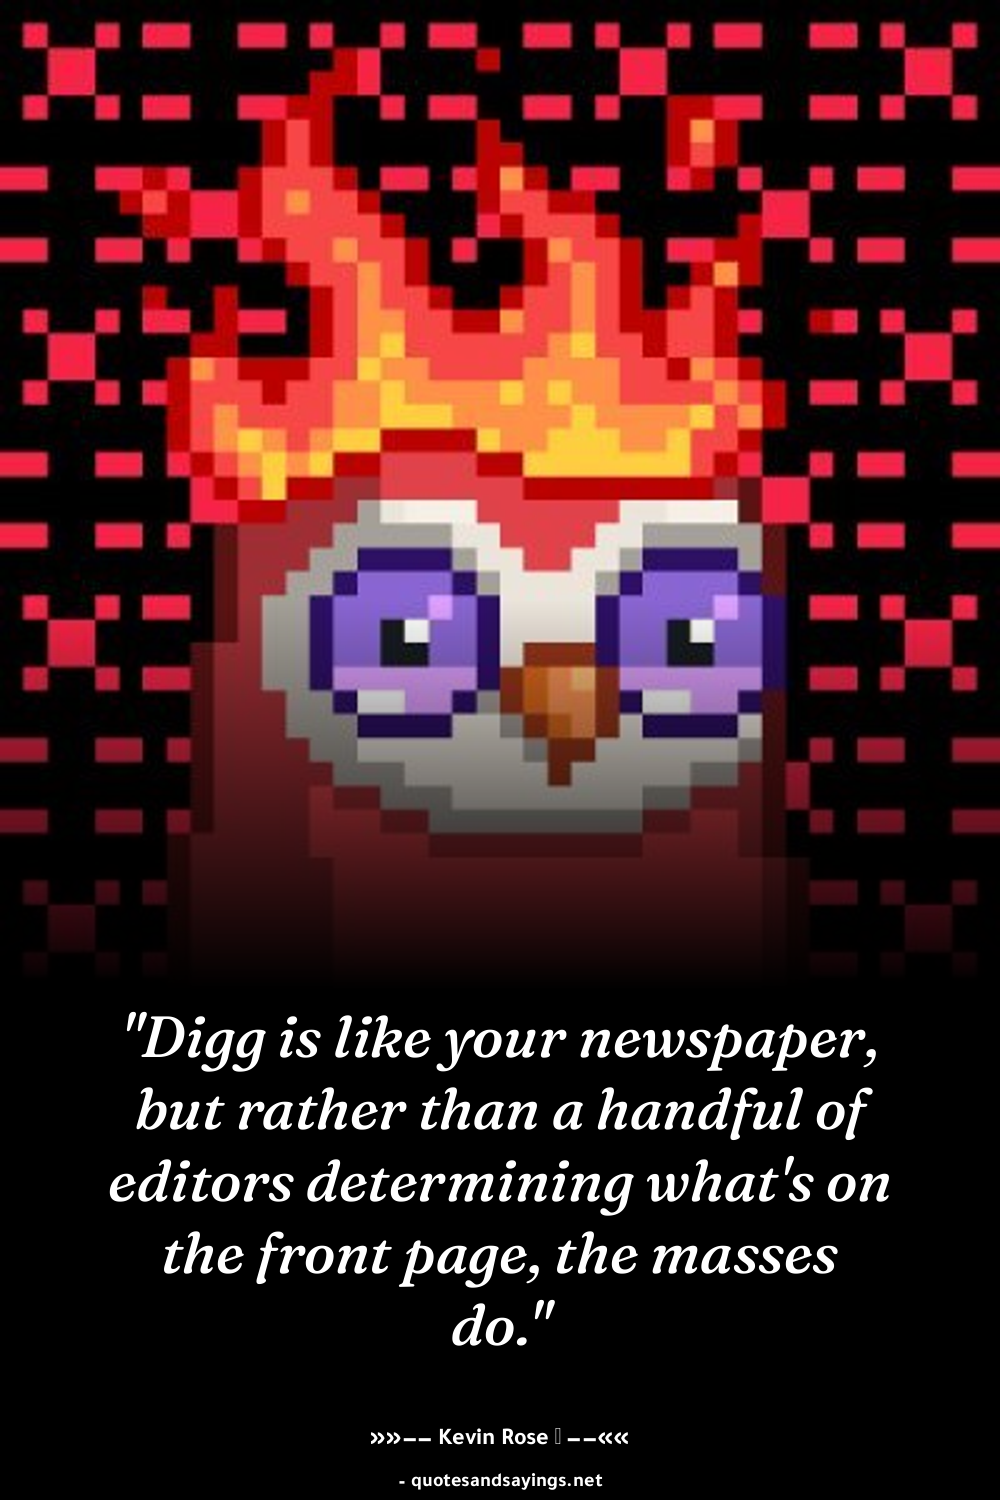 "Digg is like your newspaper,
but rather than a handful of
editors determining what's on
the front page, the masses
do."
»»–– Kevin Rose ––««
- quotesandsayings.net